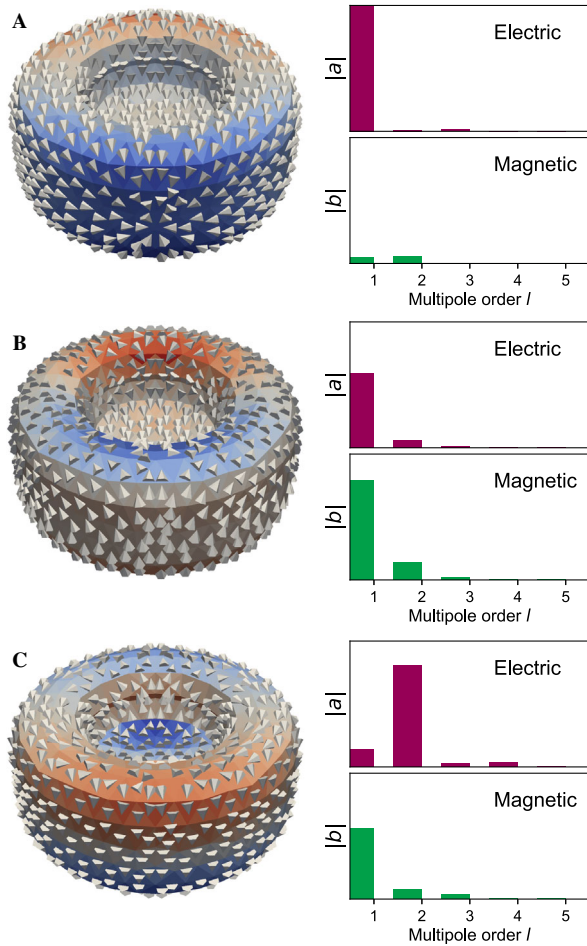 A
Electric
|a|
Magnetic
|b|
1 2 3 4 5
Multipole order l
B
Electric
|a|
Magnetic
|b|
1 2 3 4 5
Multipole order l
C
Electric
|a|
Magnetic
|b|
1 2 3 4 5
Multipole order l